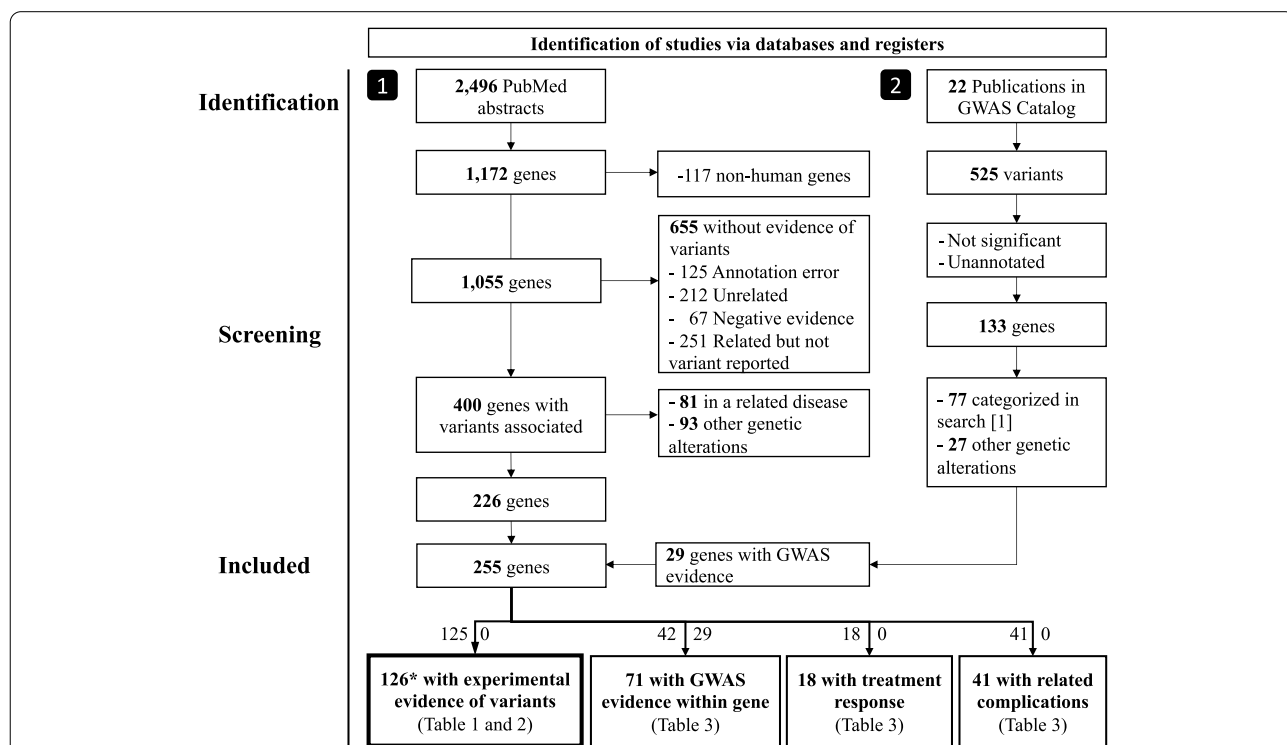 Identification of studies via databases and registers
Identification
1
2,496 PubMed
abstracts
2
22 Publications in
GWAS Catalog
1,172 genes
-117 non-human genes
525 variants
Screening
1,055 genes
655 without evidence of
variants
- 125 Annotation error
- 212 Unrelated
- 67 Negative evidence
- 251 Related but not
variant reported
- Not significant
- Unannotated
133 genes
400 genes with
variants associated
- 81 in a related disease
- 93 other genetic
alterations
- 77 categorized in
search [1]
- 27 other genetic
alterations
226 genes
Included
255 genes
29 genes with GWAS
evidence
125 0
42 29
18 0
41 0
126* with experimental
evidence of variants
(Table 1 and 2)
71 with GWAS
evidence within gene
(Table 3)
18 with treatment
response
(Table 3)
41 with related
complications
(Table 3)